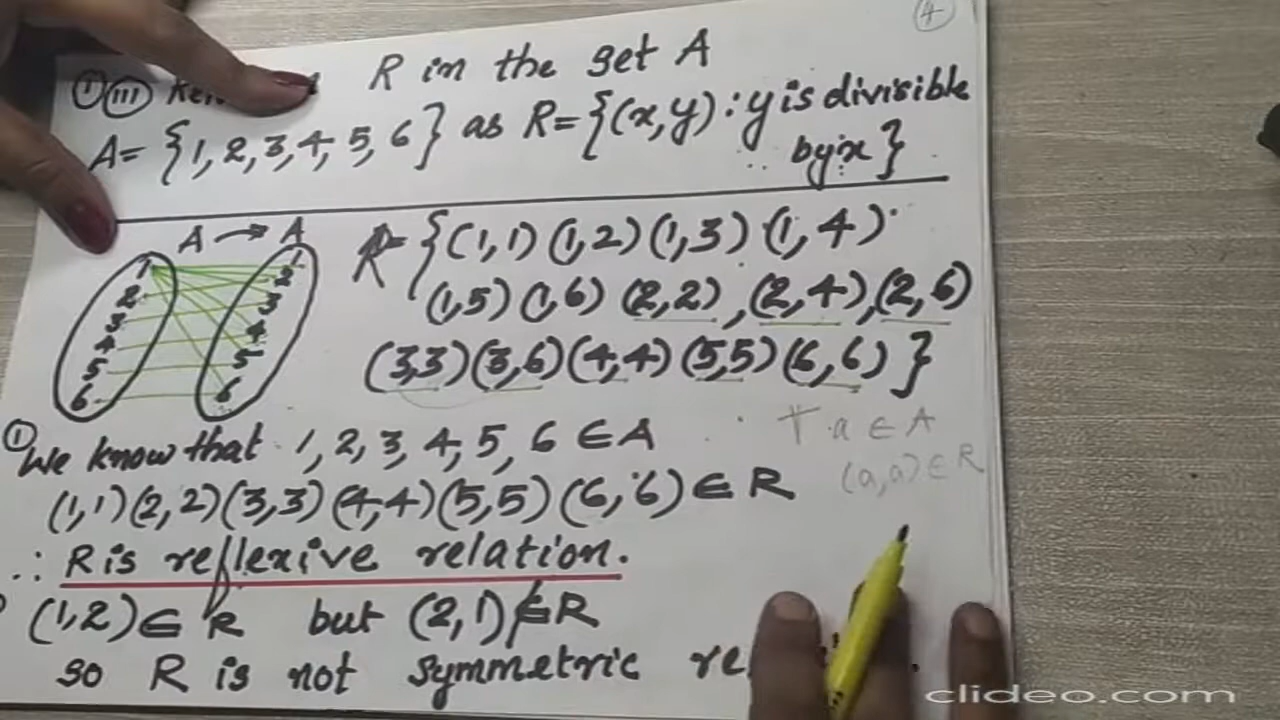 4
① (III) R in the set A
A = {1, 2, 3, 4, 5, 6} as R = {(x, y) : y is divisible
by x}
A → A
1 1
2 2
3 3
4 4
5 5
6 6
R = {(1, 1) (1, 2) (1, 3) (1, 4)
(1, 5) (1, 6) (2, 2), (2, 4), (2, 6)
(3, 3) (3, 6) (4, 4) (5, 5) (6, 6)}
① We know that 1, 2, 3, 4, 5, 6 ∈ A
a ∈ A
(1, 1) (2, 2) (3, 3) (4, 4) (5, 5) (6, 6) ∈ R
(a, a) ∈ R
∴ R is reflexive relation.
(1, 2) ∈ R but (2, 1) ∉ R
so R is not symmetric
clideo.com